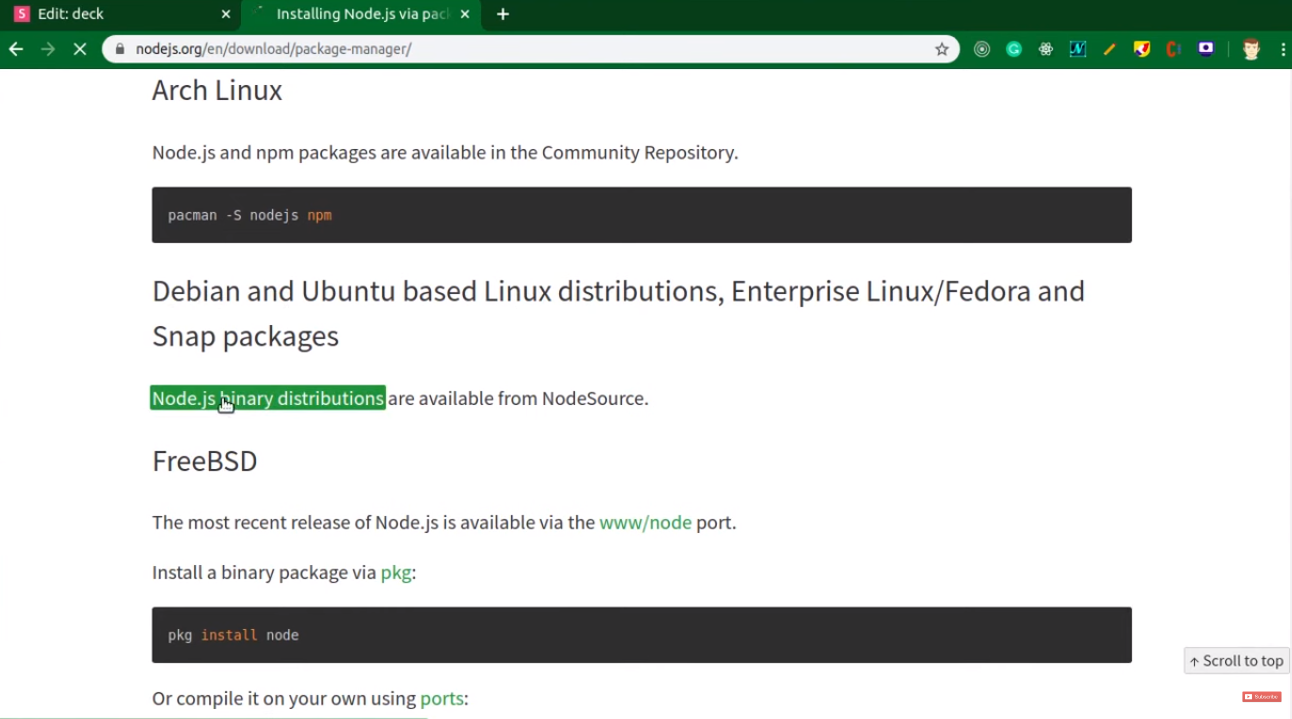 S Edit: deck
Installing Node.js via pac
nodejs.org/en/download/package-manager/
Arch Linux
Node.js and npm packages are available in the Community Repository.
pacman -S nodejs npm
Debian and Ubuntu based Linux distributions, Enterprise Linux/Fedora and
Snap packages
Node.js binary distributions are available from NodeSource.
FreeBSD
The most recent release of Node.js is available via the www/node port.
Install a binary package via pkg:
pkg install node
↑ Scroll to top
Subscribe
Or compile it on your own using ports: